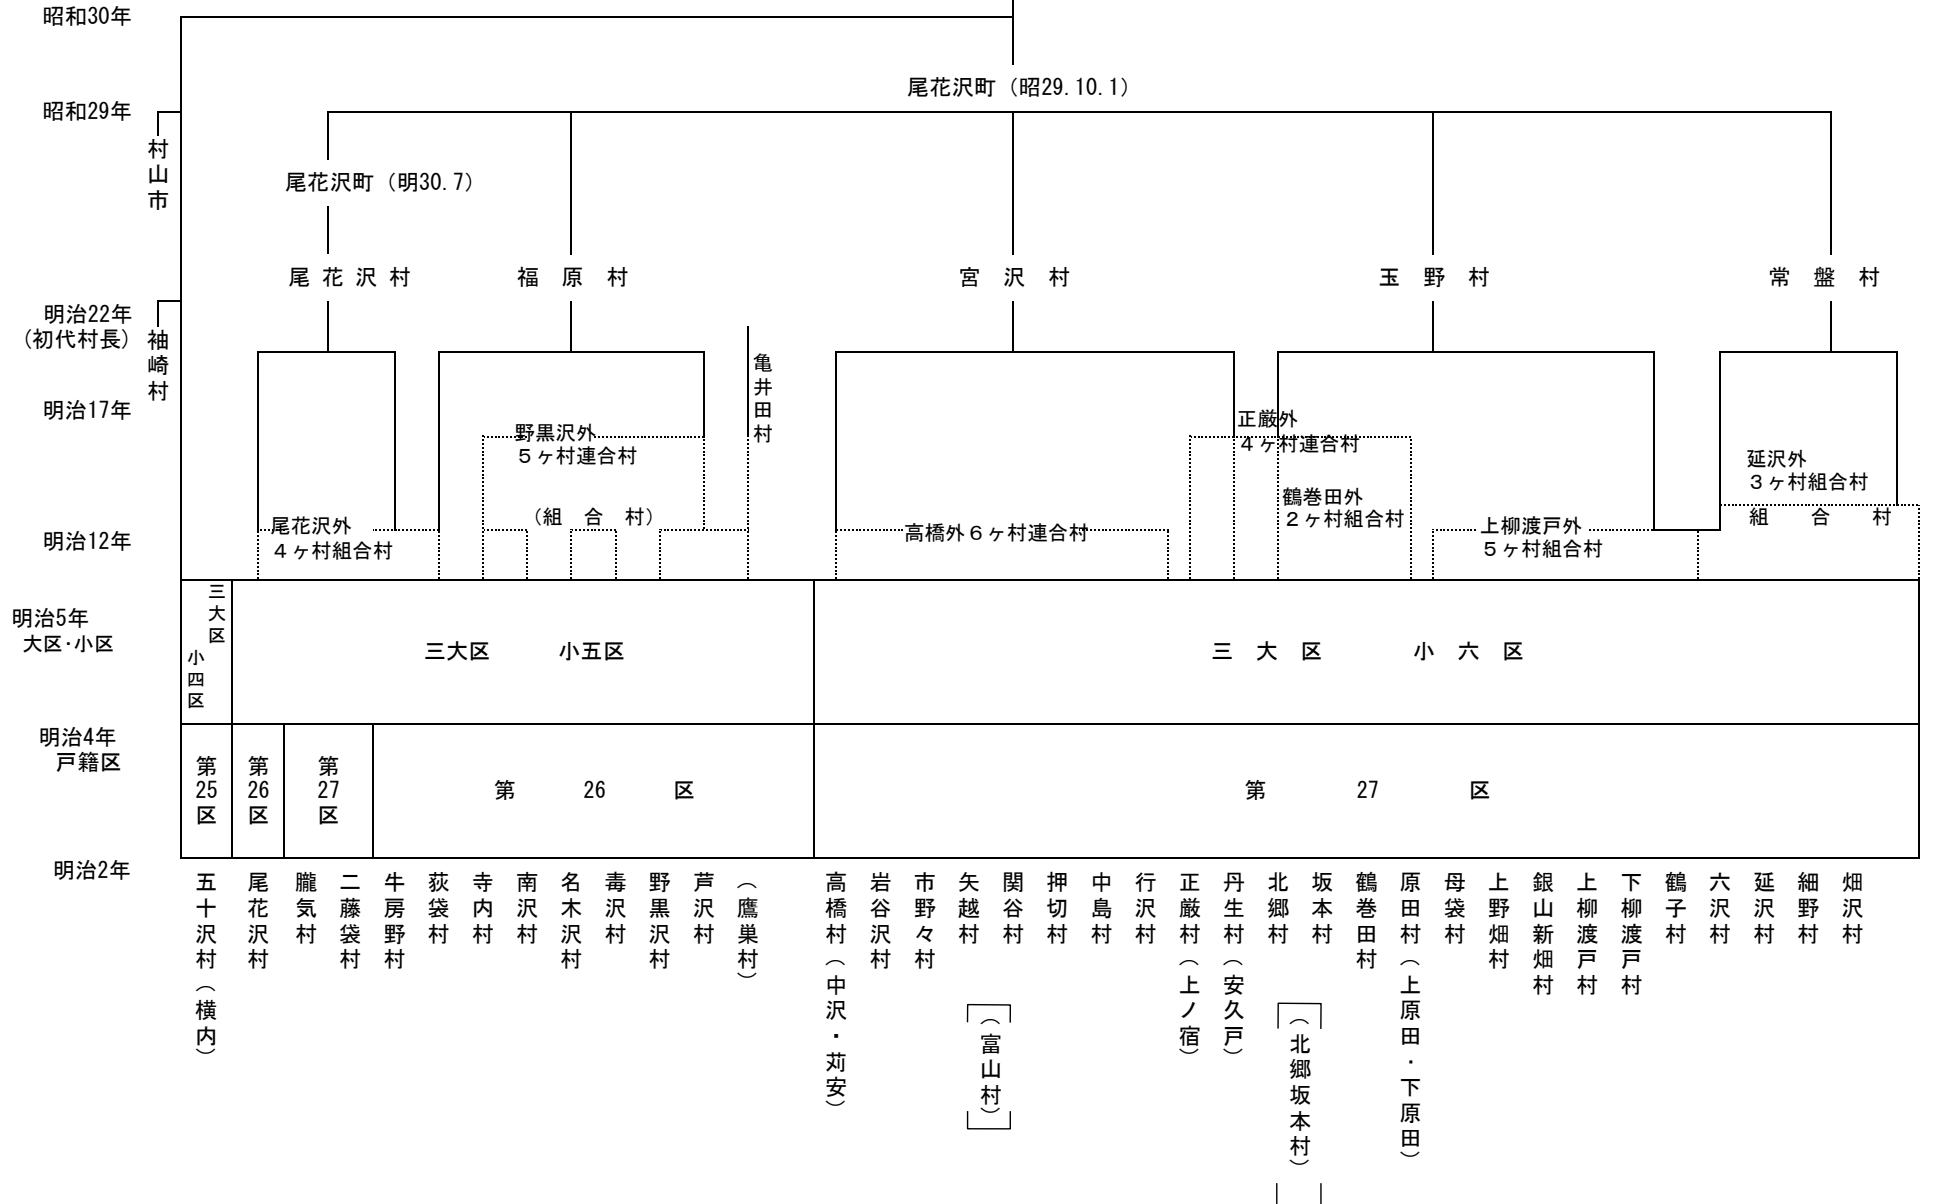 昭和30年
尾花沢町（昭29.10.1）
昭和29年
村山市
尾花沢町（明30.7）
尾花沢村
福原村
宮沢村
玉野村
常盤村
明治22年
（初代村長）
袖崎村
亀井田村
明治17年
野黒沢外
５ヶ村連合村
正厳外
４ヶ村連合村
延沢外
３ヶ村組合村
鶴巻田外
２ヶ村組合村
（組合村）
組合村
尾花沢外
４ヶ村組合村
高橋外６ヶ村連合村
上柳渡戸外
５ヶ村組合村
明治12年
明治5年
大区･小区
三大区
小四区
三大区 小五区
三大区 小六区
明治4年
戸籍区
第25区
第26区
第27区
第26区
第27区
明治2年
五十沢村（横内）
尾花沢村
朧気村
二藤袋村
牛房野村
荻袋村
寺内村
南沢村
名木沢村
毒沢村
野黒沢村
芦沢村
（鷹巣村）
高橋村（中沢・苅安）
岩谷沢村
市野々村
矢越村
関谷村
（富山村）
押切村
中島村
行沢村
正厳村（上ノ宿）
丹生村（安久戸）
北郷村
坂本村
（北郷坂本村）
鶴巻田村
原田村（上原田・下原田）
母袋村
上野畑村
銀山新畑村
上柳渡戸村
下柳渡戸村
鶴子村
六沢村
延沢村
細野村
畑沢村